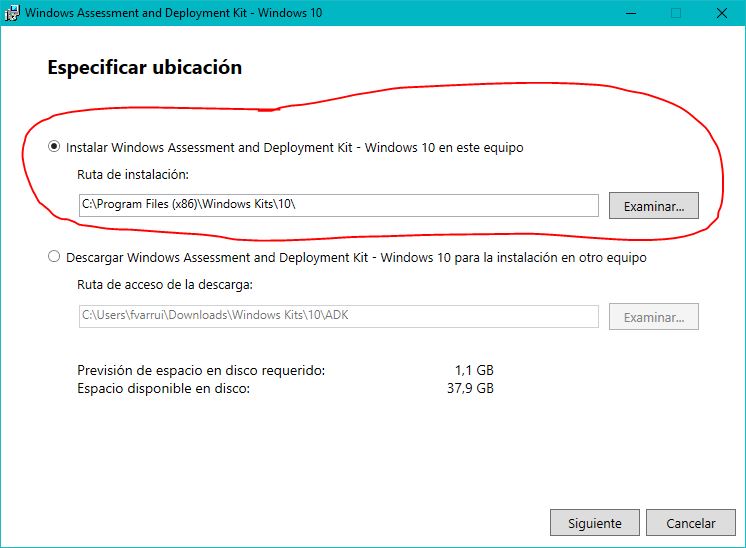 Windows Assessment and Deployment Kit - Windows 10
Especificar ubicación
Instalar Windows Assessment and Deployment Kit - Windows 10 en este equipo
Ruta de instalación:
C:\Program Files (x86)\Windows Kits\10\
Examinar...
Descargar Windows Assessment and Deployment Kit - Windows 10 para la instalación en otro equipo
Ruta de acceso de la descarga:
C:\Users\fvarrui\Downloads\Windows Kits\10\ADK
Examinar...
Previsión de espacio en disco requerido: 1,1 GB
Espacio disponible en disco: 37,9 GB
Siguiente Cancelar